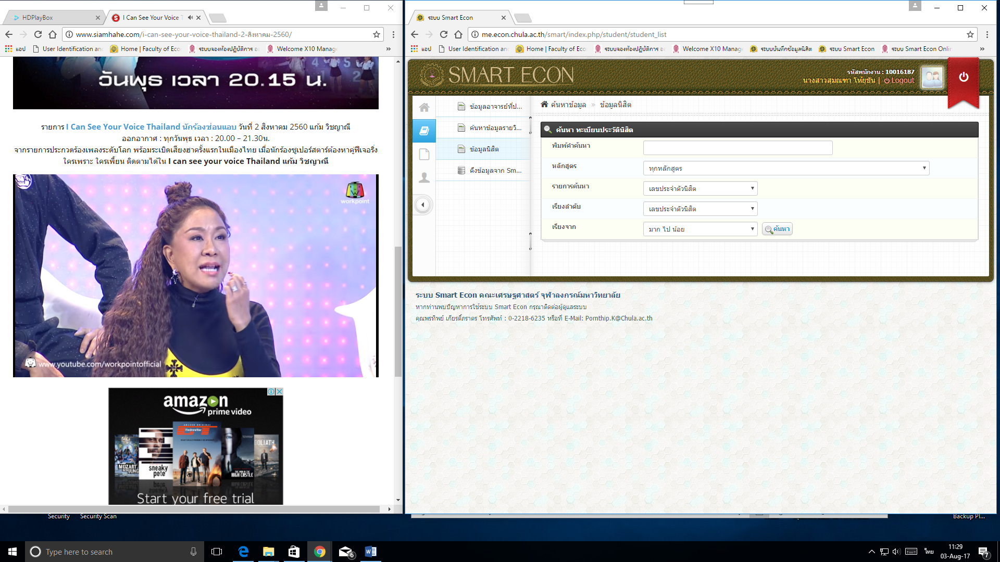 HDPlayBox
I Can See Your Voice T
www.siamhahe.com/i-can-see-your-voice-thailand-2-สิงหาคม-2560/
แอป
User Identification and
Home | Faculty of Eco
ระบบจองห้องปฏิบัติการ อ
Welcome X10 Manag
»
วันพุธ เวลา 20.15 น.
รายการ I Can See Your Voice Thailand นักร้องซ่อนแอบ วันที่ 2 สิงหาคม 2560 แก้ม วิชญาณี
ออกอากาศ : ทุกวันพุธ เวลา : 20.00 – 21.30น.
จากรายการประกวดร้องเพลงระดับโลก พร้อมระเบิดเสียงฮาครั้งแรกในเมืองไทย เมื่อนักร้องซูเปอร์สตาร์ต้องหาคู่ฟีเจอริ่ง
ใครเพราะ ใครเพี้ยน ติดตามได้ใน I can see your voice Thailand แก้ม วิชญาณี
workpoint
www.youtube.com/workpointofficial
amazon
prime video
MOZART
IN THE JUNGLE
sneaky
pete
THE MAN IN THE
HIGH CASTLE
GOLIATH
Start your free trial
ระบบ Smart Econ
me.econ.chula.ac.th/smart/index.php/student/student_list
แอป
User Identification and
Home | Faculty of Eco
ระบบจองห้องปฏิบัติการ อ
Welcome X10 Manag
ระบบบันทึกข้อมูลนิสิต
ระบบ Smart Econ
ระบบ Smart Econ Onlin
»
SMART ECON
รหัสพนักงาน : 10016187
นางสาวสุมณฑา โห้ยุขัน | Logout
ข้อมูลอาจารย์ที่ป...
ค้นหาข้อมูลรายวิ...
ข้อมูลนิสิต
ดึงข้อมูลจาก Sm...
ค้นหาข้อมูล » ข้อมูลนิสิต
ค้นหา ทะเบียนประวัตินิสิต
พิมพ์คำค้นหา
หลักสูตร
ทุกหลักสูตร
รายการค้นหา
เลขประจำตัวนิสิต
เรียงลำดับ
เลขประจำตัวนิสิต
เรียงจาก
มาก ไป น้อย
ค้นหา
ระบบ Smart Econ คณะเศรษฐศาสตร์ จุฬาลงกรณ์มหาวิทยาลัย
หากท่านพบปัญหาการใช้ระบบ Smart Econ กรุณาติดต่อผู้ดูแลระบบ
คุณพรทิพย์ เกียรติ์ภราดร โทรศัพท์ : 0-2218-6235 หรือที่ E-Mail: Pornthip.K@Chula.ac.th
Security
Security Scan
Backup Pl...
Type here to search
6
ไทย
11:29
03-Aug-17
7